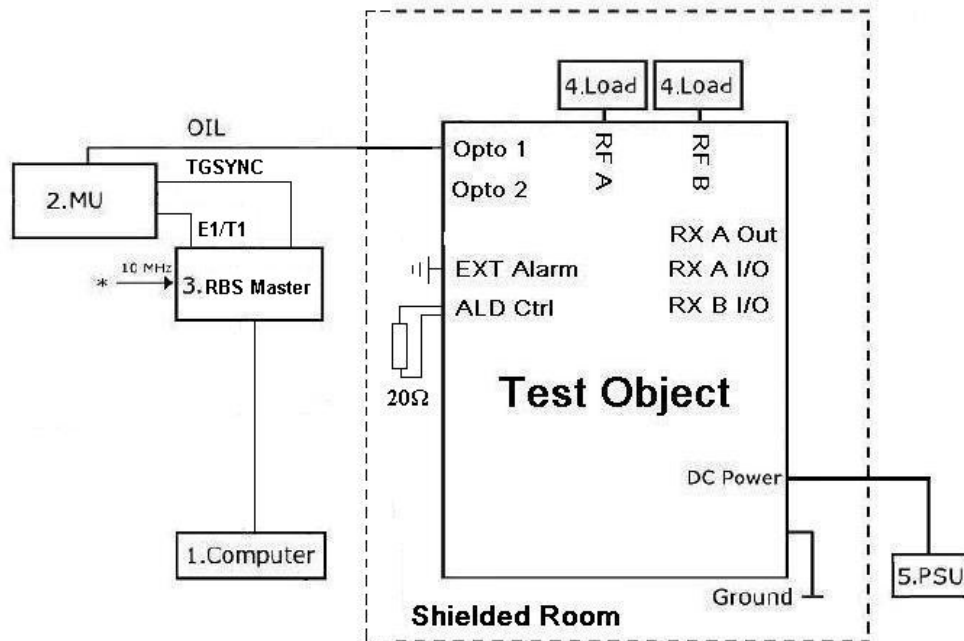 4.Load
4.Load
OIL
Opto 1
RF A
RF B
TGSYNC
2.MU
Opto 2
E1/T1
RX A Out
* 10 MHz
3.RBS Master
EXT Alarm
RX A I/O
ALD Ctrl
RX B I/O
20Ω
Test Object
DC Power
1.Computer
5.PSU
Ground
Shielded Room